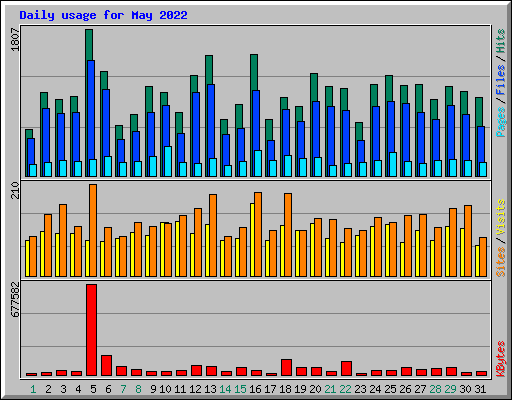 Daily usage for May 2022
1807
Pages / Files / Hits
210
Sites / Visits
677582
KBytes
1 2 3 4 5 6 7 8 9 10 11 12 13 14 15 16 17 18 19 20 21 22 23 24 25 26 27 28 29 30 31